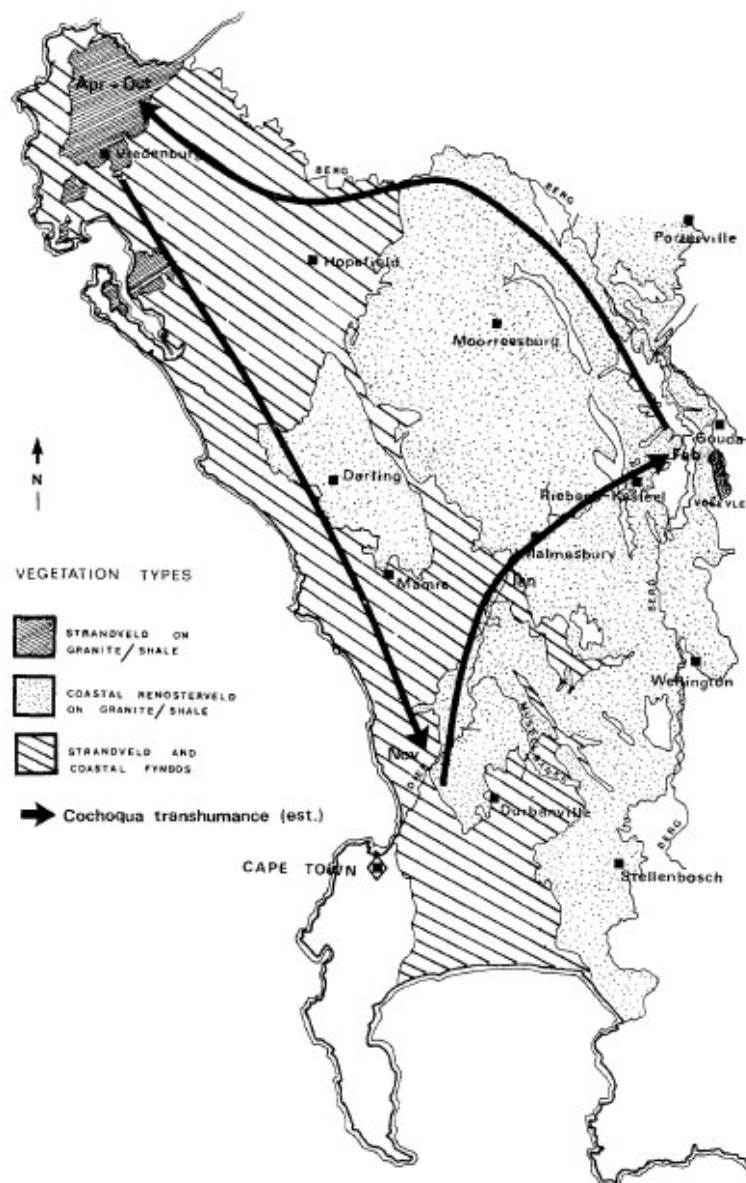 Apr - Out
Vredenburg
BERG
BERG
Porterville
Hopefield
Moorreesburg
Gouda
Feb
Darling
Riebeek-Kasteel
N
Malmesbury
Jan
VEGETATION TYPES
Mamre
BERG
STRANDVELD ON
GRANITE/SHALE
Wellington
COASTAL RENOSTERVELD
ON GRANITE/SHALE
STRANDVELD AND
COASTAL FYNBOS
Nov
Durbanville
Cochoqua transhumance (est.)
BERG
CAPE TOWN
Stellenbosch